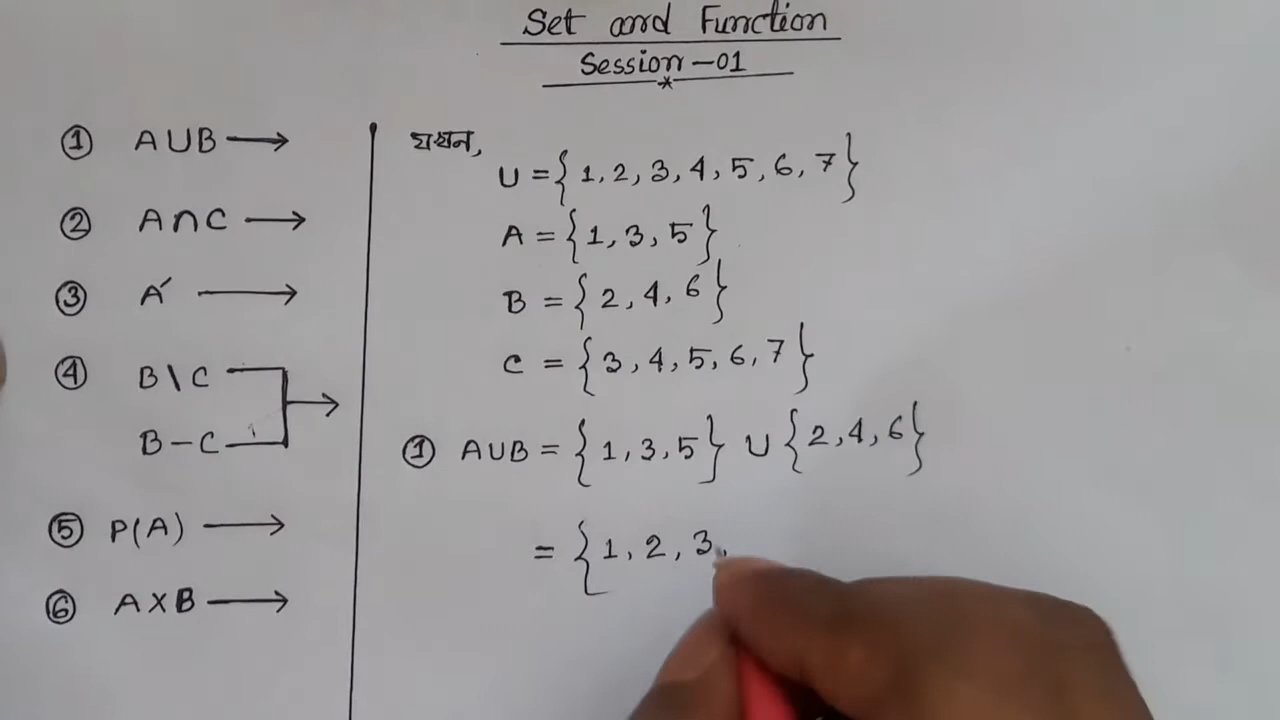 Set and Function
Session-01
*
① A∪B →
② A∩C →
③ A′ →
④ B\C
B-C →
⑤ P(A) →
⑥ A×B →
যখন,
U = {1, 2, 3, 4, 5, 6, 7}
A = {1, 3, 5}
B = {2, 4, 6}
C = {3, 4, 5, 6, 7}
① A∪B = {1, 3, 5} ∪ {2, 4, 6}
= {1, 2, 3,